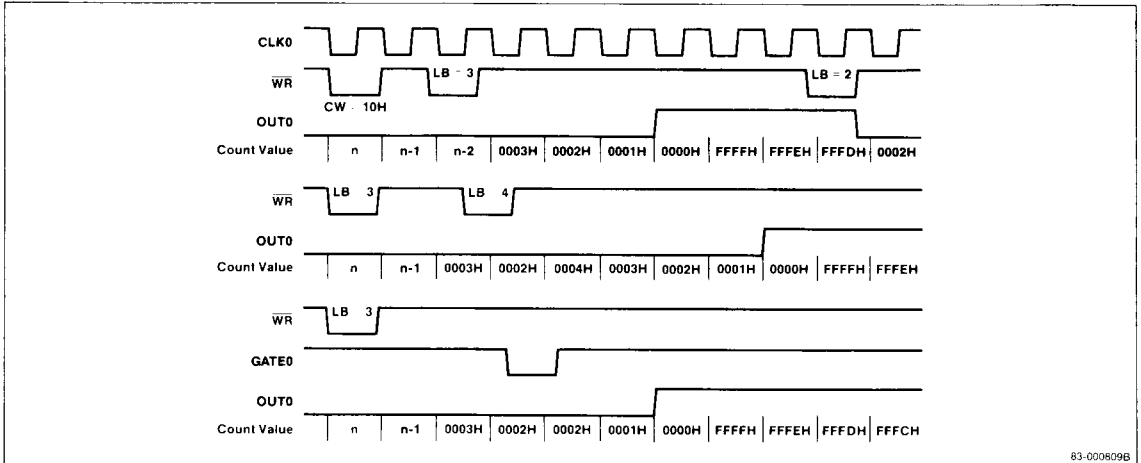 CLK0
WR LB = 3 LB = 2
CW - 10H
OUT0
Count Value n n-1 n-2 0003H 0002H 0001H 0000H FFFFH FFFEH FFFDH 0002H
WR LB 3 LB 4
OUT0
Count Value n n-1 0003H 0002H 0004H 0003H 0002H 0001H 0000H FFFFH FFFEH
WR LB 3
GATE0
OUT0
Count Value n n-1 0003H 0002H 0002H 0001H 0000H FFFFH FFFEH FFFDH FFFCH
83-000809B